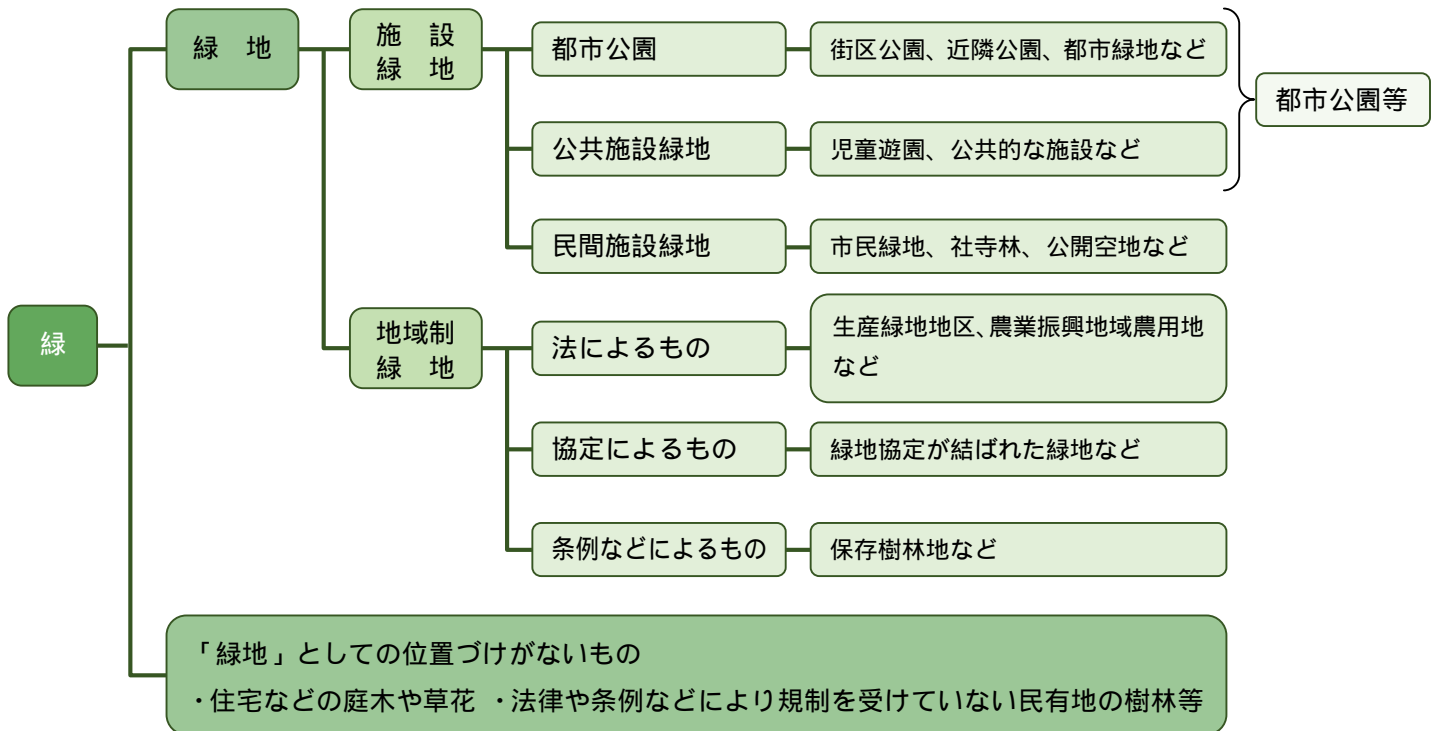 緑
緑　地
施　設
緑　地
都市公園
街区公園、近隣公園、都市緑地など
公共施設緑地
児童遊園、公共的な施設など
都市公園等
民間施設緑地
市民緑地、社寺林、公開空地など
地域制
緑　地
法によるもの
生産緑地地区、農業振興地域農用地
など
協定によるもの
緑地協定が結ばれた緑地など
条例などによるもの
保存樹林地など
「緑地」としての位置づけがないもの
・住宅などの庭木や草花 ・法律や条例などにより規制を受けていない民有地の樹林等